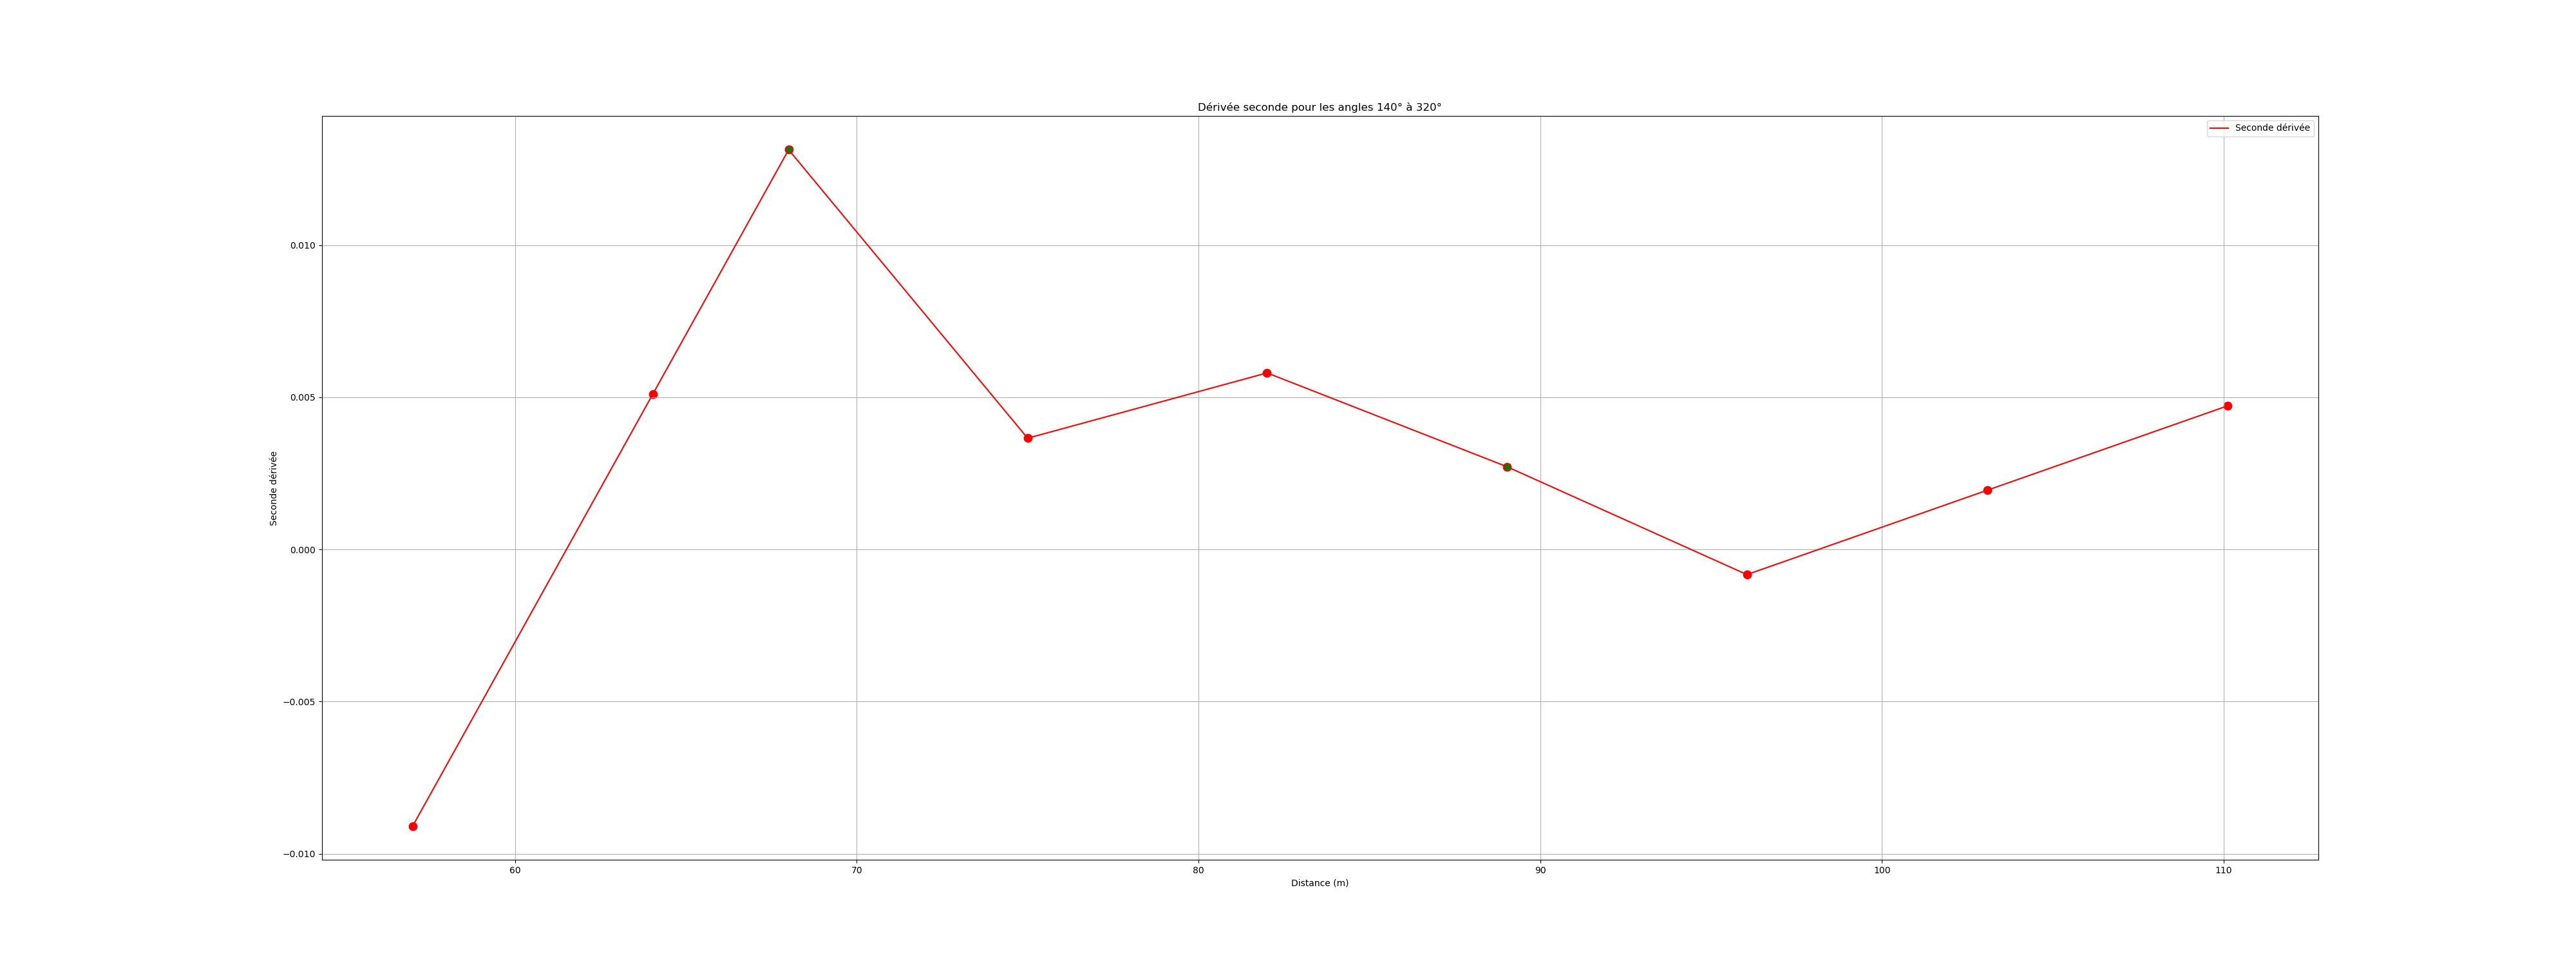 Dérivée seconde pour les angles 140° à 320°
Seconde dérivée
0.010
0.005
0.000
−0.005
−0.010
Seconde dérivée
60 70 80 90 100 110
Distance (m)